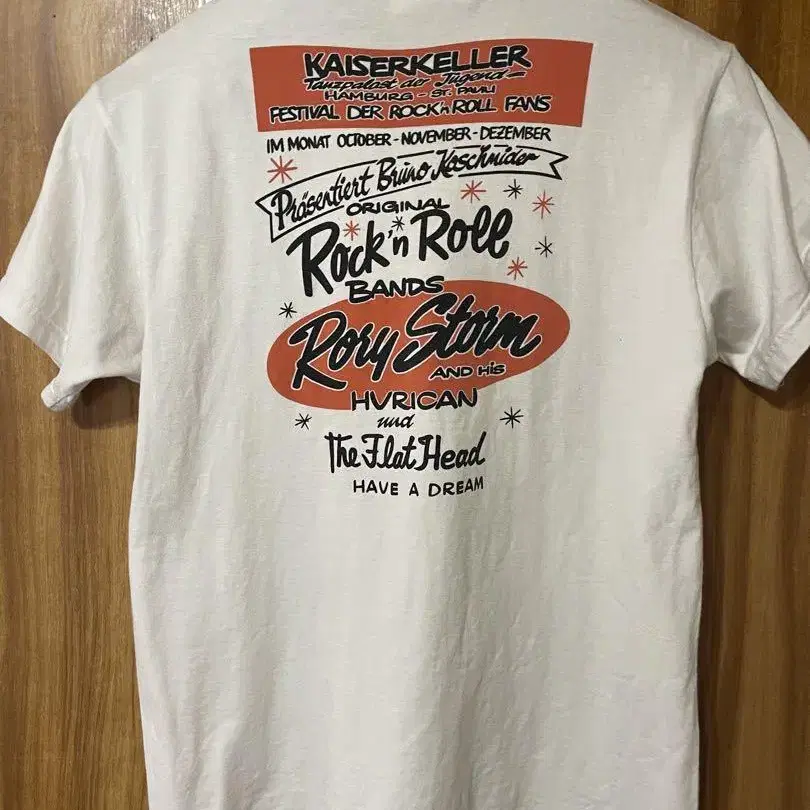 KAISERKELLER
Tanzpalast der Jugend
HAMBURG - ST. PAULI
FESTIVAL DER ROCK'n ROLL FANS
IM MONAT OCTOBER - NOVEMBER - DEZEMBER
Präsentiert Bruno Koschnider
ORIGINAL
Rock'n Roll
BANDS
Rory Storm
AND HiS
HVRICAN
und
The Flat Head
HAVE A DREAM